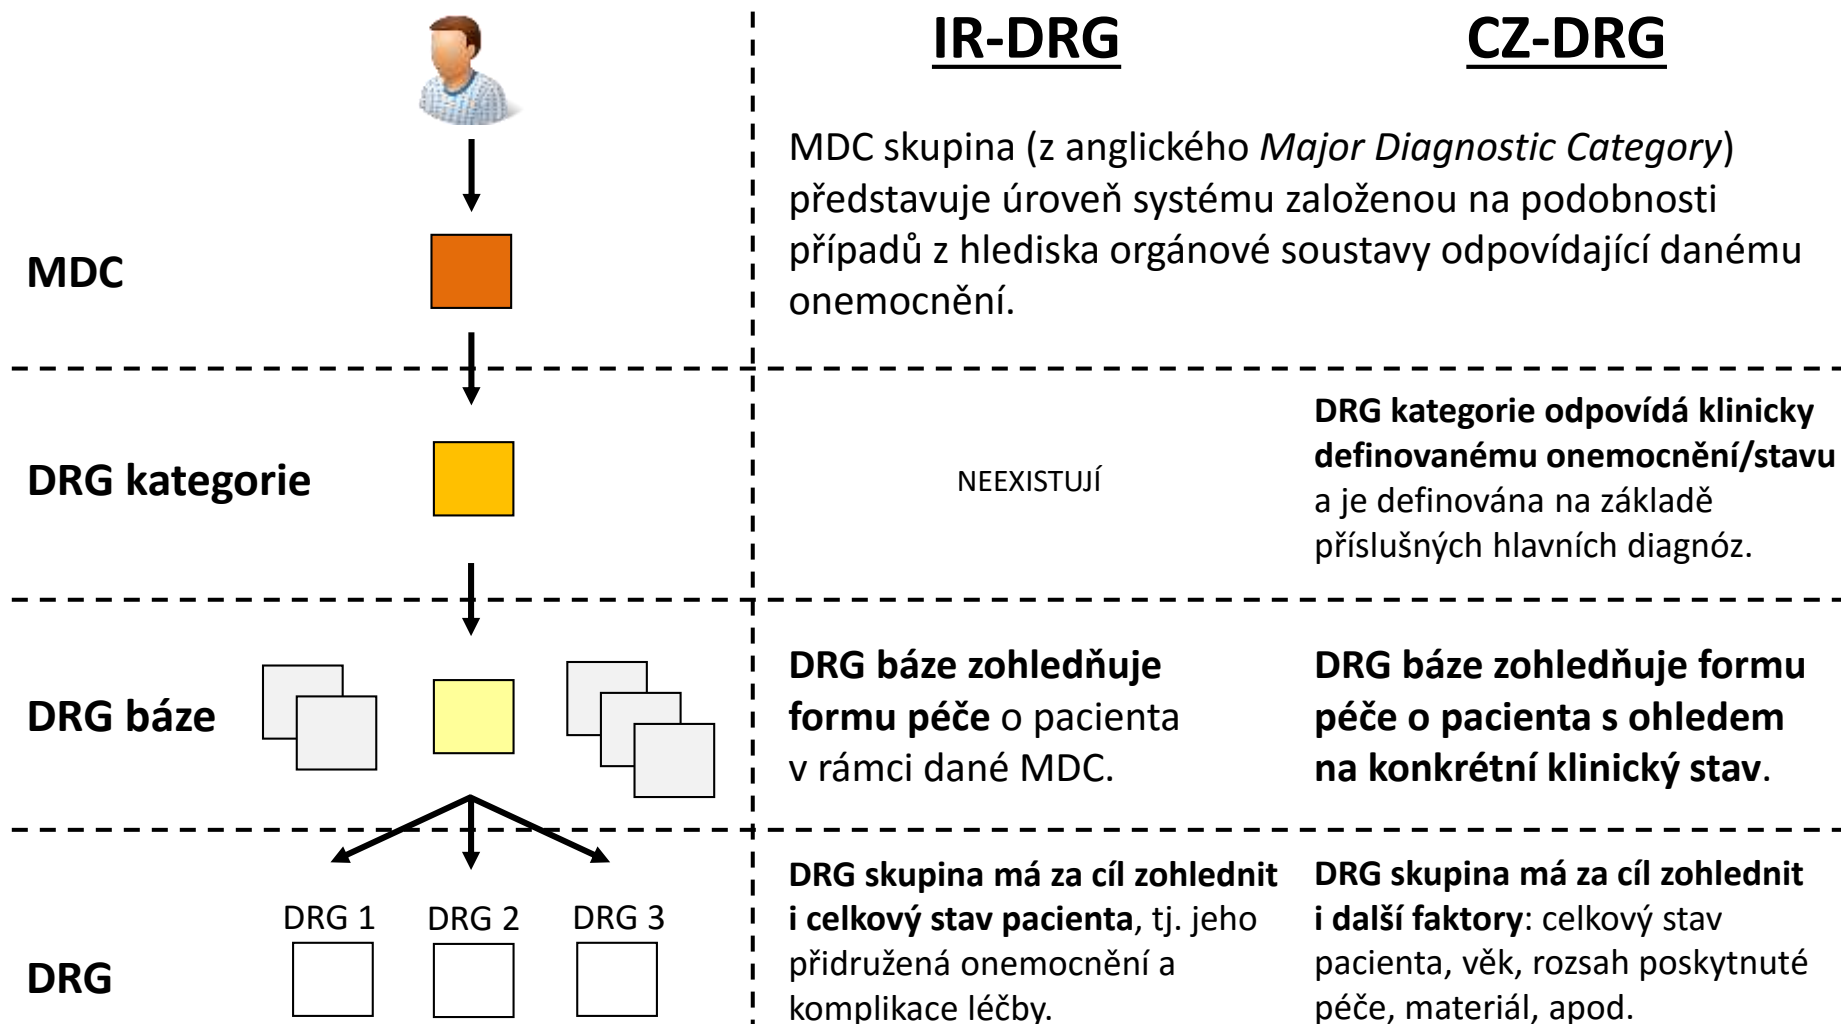 IR-DRG
CZ-DRG
MDC
MDC skupina (z anglického Major Diagnostic Category)
představuje úroveň systému založenou na podobnosti
případů z hlediska orgánové soustavy odpovídající danému
onemocnění.
DRG kategorie
NEEXISTUJÍ
DRG kategorie odpovídá klinicky
definovanému onemocnění/stavu
a je definována na základě
příslušných hlavních diagnóz.
DRG báze
DRG báze zohledňuje
formu péče o pacienta
v rámci dané MDC.
DRG báze zohledňuje formu
péče o pacienta s ohledem
na konkrétní klinický stav.
DRG
DRG 1
DRG 2
DRG 3
DRG skupina má za cíl zohlednit
i celkový stav pacienta, tj. jeho
přidružená onemocnění a
komplikace léčby.
DRG skupina má za cíl zohlednit
i další faktory: celkový stav
pacienta, věk, rozsah poskytnuté
péče, materiál, apod.